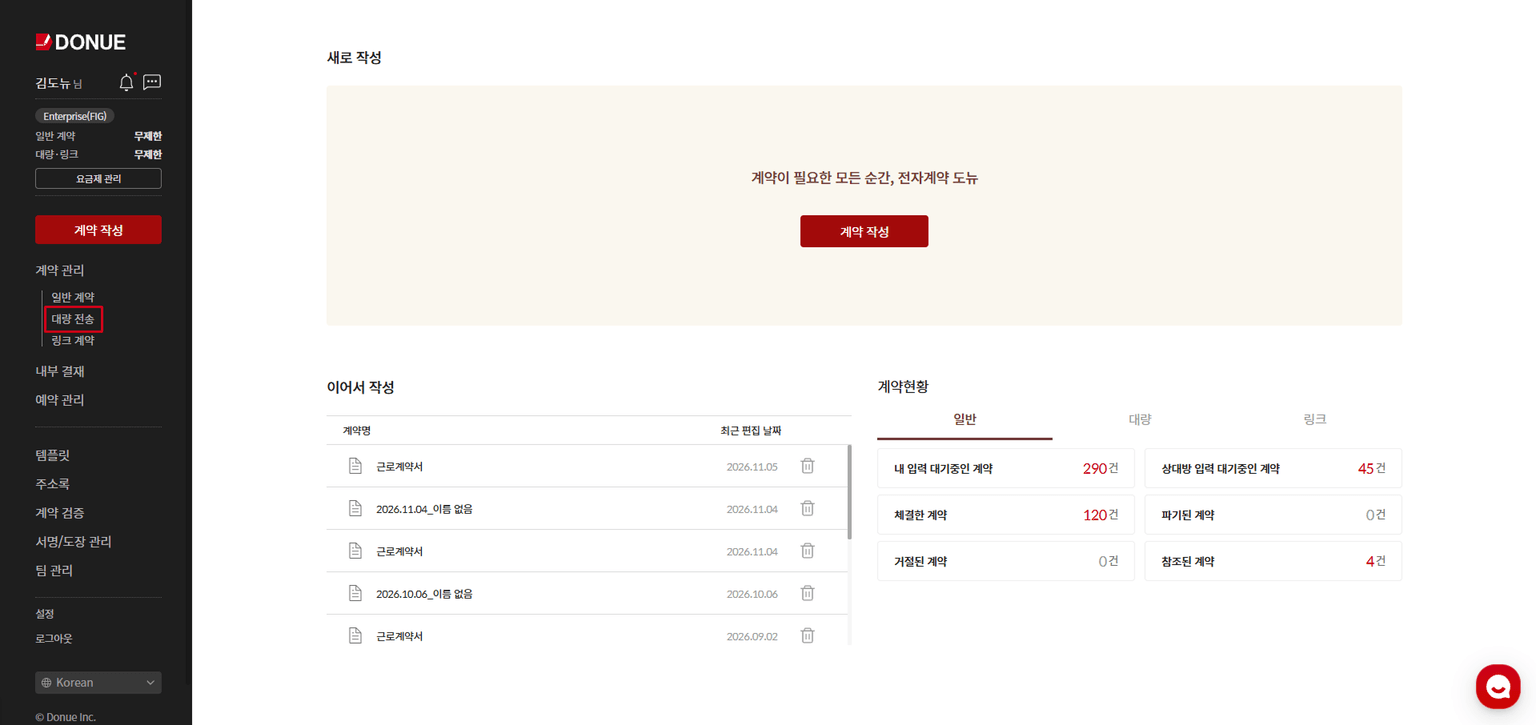 DONUE
김도뉴 님
Enterprise(FIG)
일반 계약 무제한
대량·링크 무제한
요금제 관리
계약 작성
계약 관리
일반 계약
대량 전송
링크 계약
내부 결재
예약 관리
템플릿
주소록
계약 검증
서명/도장 관리
팀 관리
설정
로그아웃
Korean
© Donue Inc.
새로 작성
계약이 필요한 모든 순간, 전자계약 도뉴
계약 작성
이어서 작성
계약명 최근 편집 날짜
근로계약서 2026.11.05
2026.11.04_이름 없음 2026.11.04
근로계약서 2026.11.04
2026.10.06_이름 없음 2026.10.06
근로계약서 2026.09.02
계약현황
일반 대량 링크
내 입력 대기중인 계약 290건
상대방 입력 대기중인 계약 45건
체결한 계약 120건
파기된 계약 0건
거절된 계약 0건
참조된 계약 4건